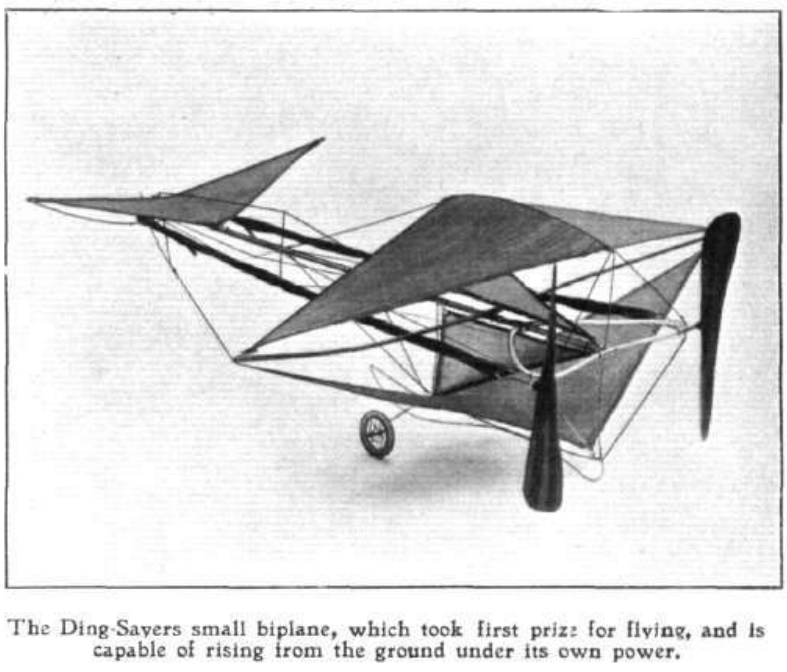 The Ding-Sayers small biplane, which took first prize for flying, and is
capable of rising from the ground under its own power.